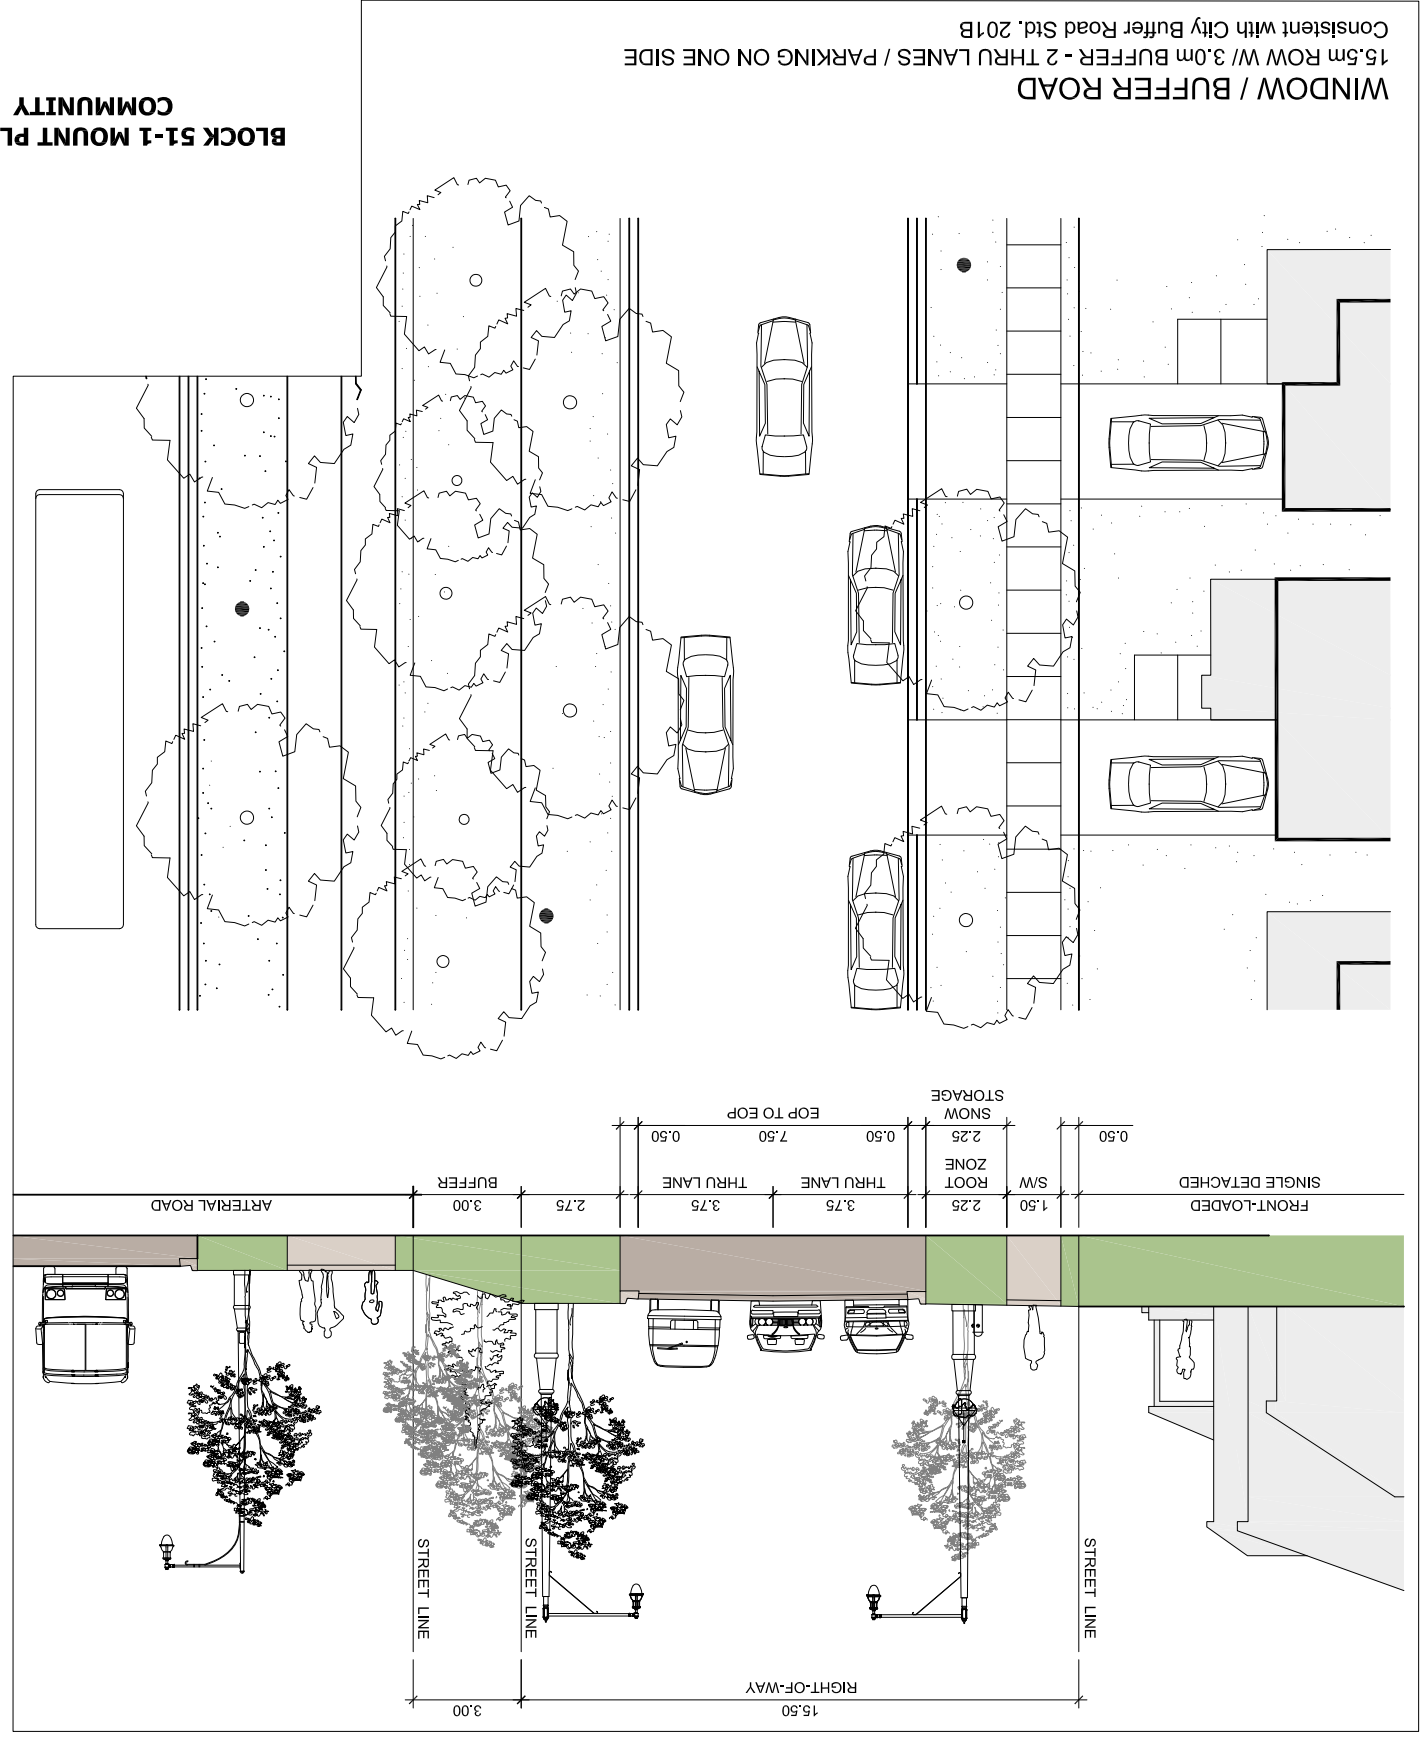 15.50
RIGHT-OF-WAY
3.00
STREET LINE
STREET LINE
STREET LINE
FRONT-LOADED
SINGLE DETACHED
1.50
S/W
2.25
ROOT
ZONE
3.75
THRU LANE
3.75
THRU LANE
2.75
3.00
BUFFER
ARTERIAL ROAD
0.50
2.25
SNOW
STORAGE
0.50
7.50
EOP TO EOP
0.50
WINDOW / BUFFER ROAD
15.5m ROW W/ 3.0m BUFFER - 2 THRU LANES / PARKING ON ONE SIDE
Consistent with City Buffer Road Std. 201B
BLOCK 51-1 MOUNT PL
COMMUNITY